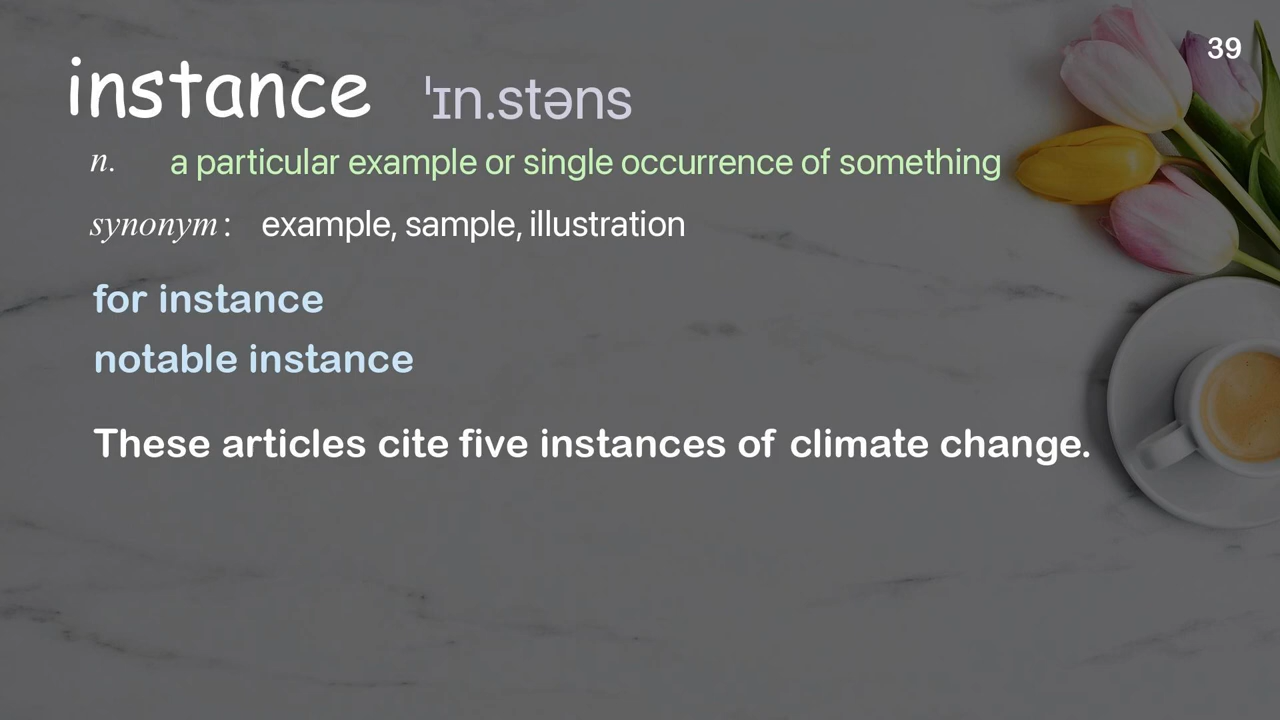 39
instance ˈɪn.stəns
n. a particular example or single occurrence of something
synonym: example, sample, illustration
for instance
notable instance
These articles cite five instances of climate change.